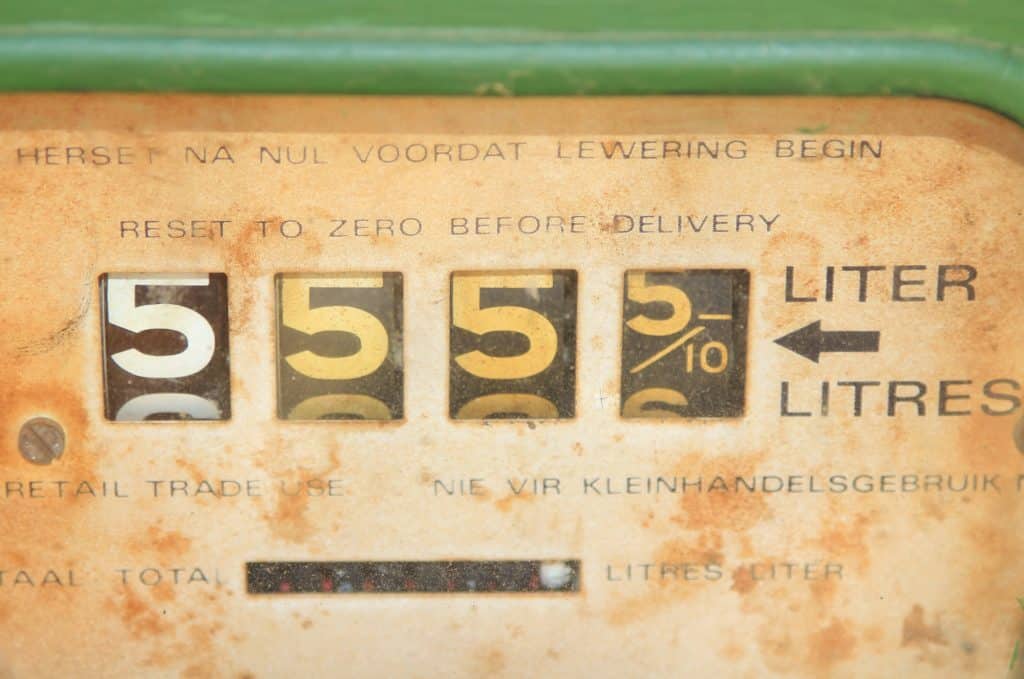 HERSET NA NUL VOORDAT LEWERING BEGIN
RESET TO ZERO BEFORE DELIVERY
5 5 5 5/10
LITER
LITRES
RETAIL TRADE USE NIE VIR KLEINHANDELSGEBRUIK
TAAL TOTAL LITRES LITER